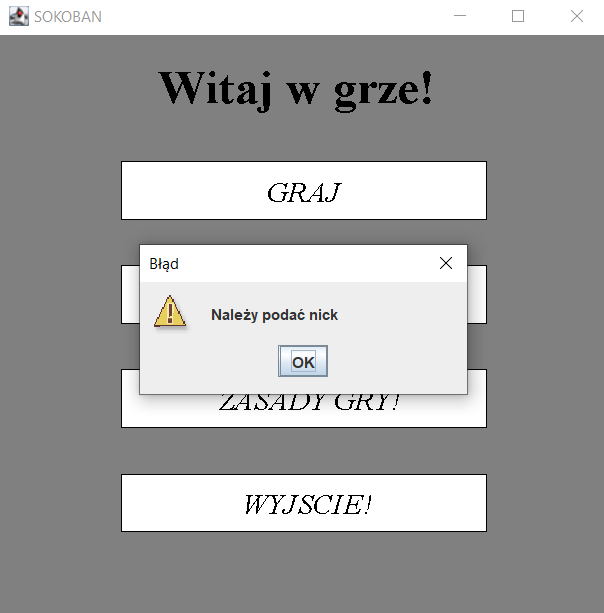 SOKOBAN
Witaj w grze!
GRAJ
Błąd
Należy podać nick
OK
ZASADY GRY!
WYJSCIE!